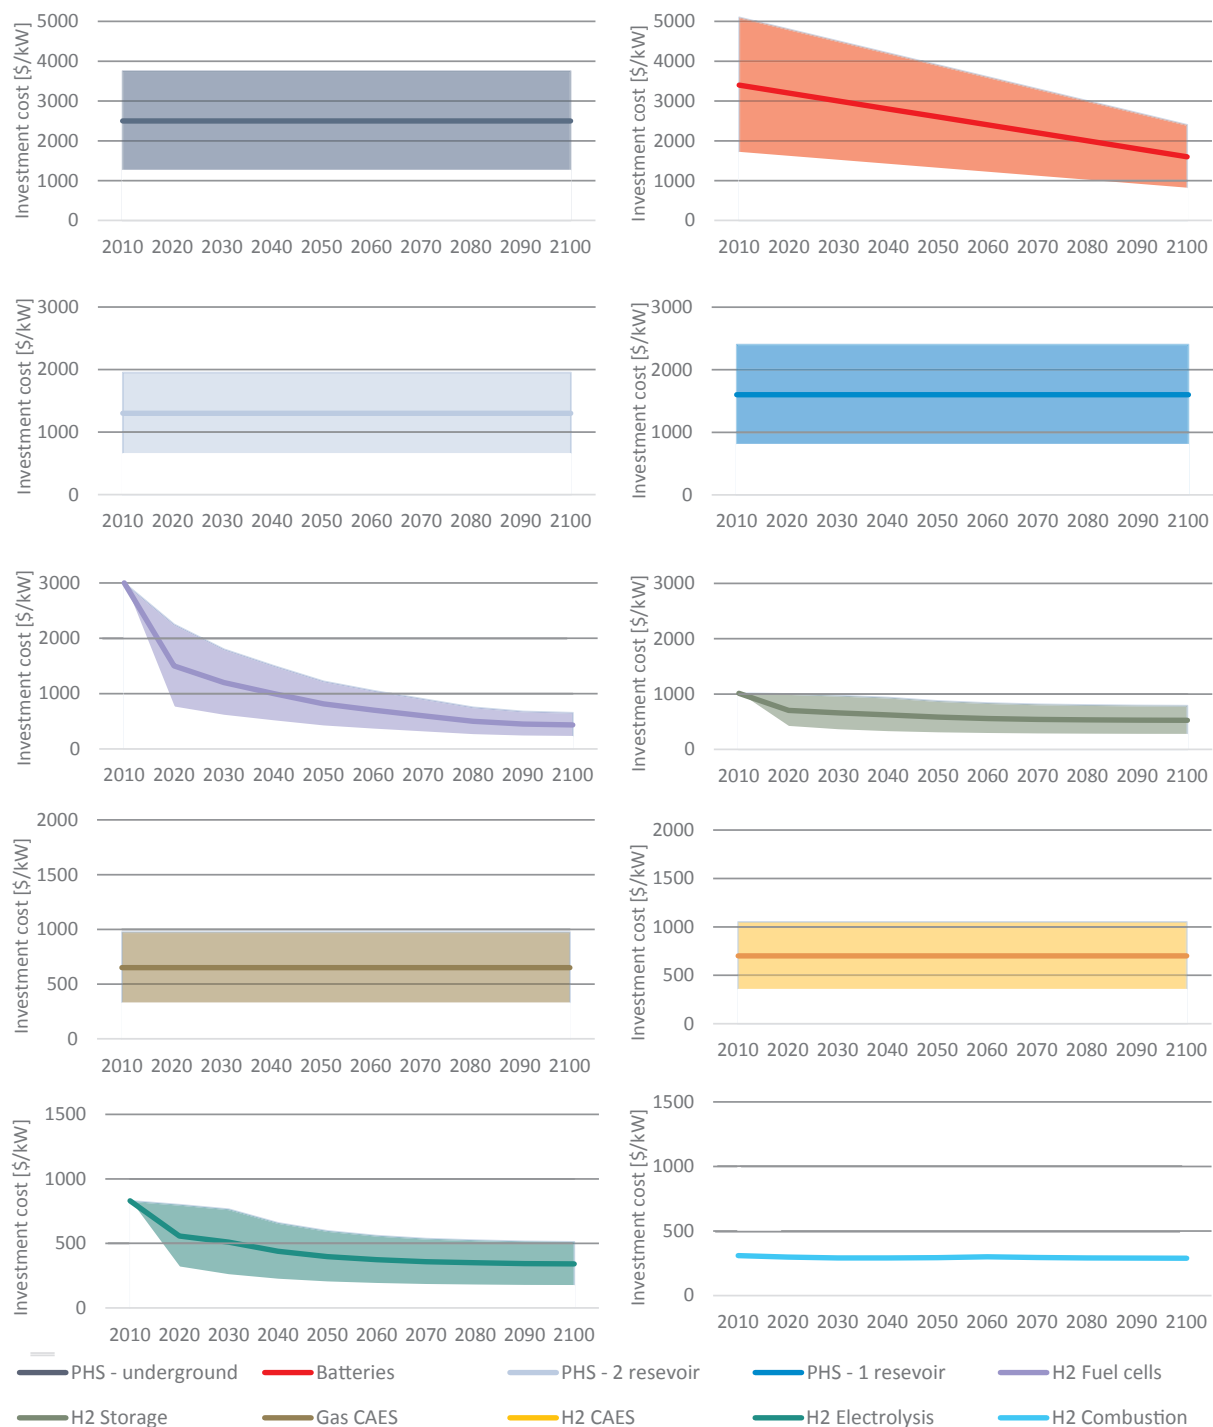 Investment cost [$/kW]
5000
4000
3000
2000
1000
0
2010 2020 2030 2040 2050 2060 2070 2080 2090 2100
Investment cost [$/kW]
5000
4000
3000
2000
1000
0
2010 2020 2030 2040 2050 2060 2070 2080 2090 2100
Investment cost [$/kW]
3000
2000
1000
0
2010 2020 2030 2040 2050 2060 2070 2080 2090 2100
Investment cost [$/kW]
3000
2000
1000
0
2010 2020 2030 2040 2050 2060 2070 2080 2090 2100
Investment cost [$/kW]
3000
2000
1000
0
2010 2020 2030 2040 2050 2060 2070 2080 2090 2100
Investment cost [$/kW]
3000
2000
1000
0
2010 2020 2030 2040 2050 2060 2070 2080 2090 2100
Investment cost [$/kW]
2000
1500
1000
500
0
2010 2020 2030 2040 2050 2060 2070 2080 2090 2100
Investment cost [$/kW]
2000
1500
1000
500
0
2010 2020 2030 2040 2050 2060 2070 2080 2090 2100
Investment cost [$/kW]
1500
1000
500
0
2010 2020 2030 2040 2050 2060 2070 2080 2090 2100
Investment cost [$/kW]
1500
1000
500
0
2010 2020 2030 2040 2050 2060 2070 2080 2090 2100
PHS - underground Batteries PHS - 2 resevoir PHS - 1 resevoir H2 Fuel cells
H2 Storage Gas CAES H2 CAES H2 Electrolysis H2 Combustion